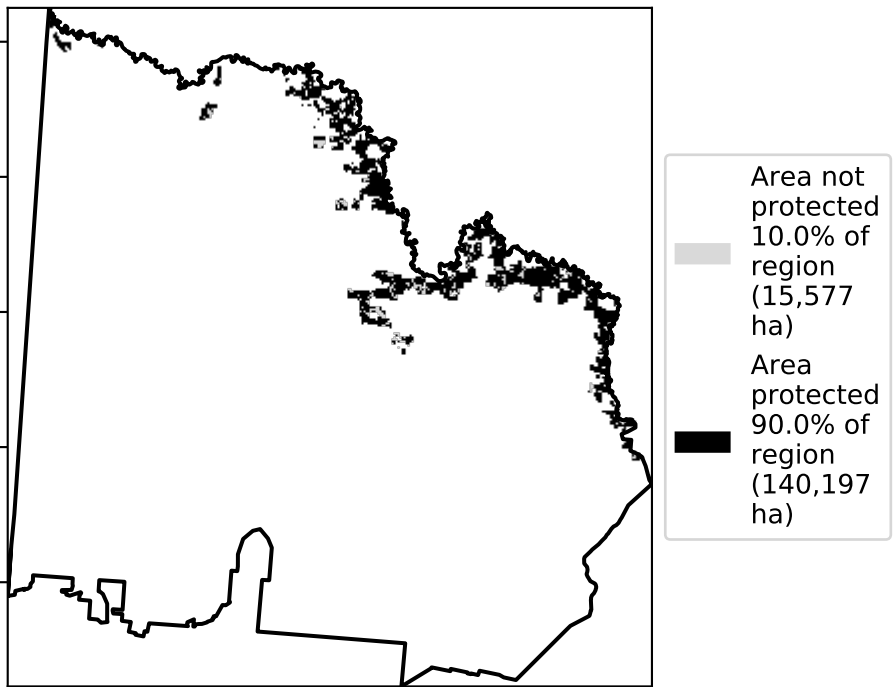 Area not
protected
10.0% of
region
(15,577
ha)
Area
protected
90.0% of
region
(140,197
ha)